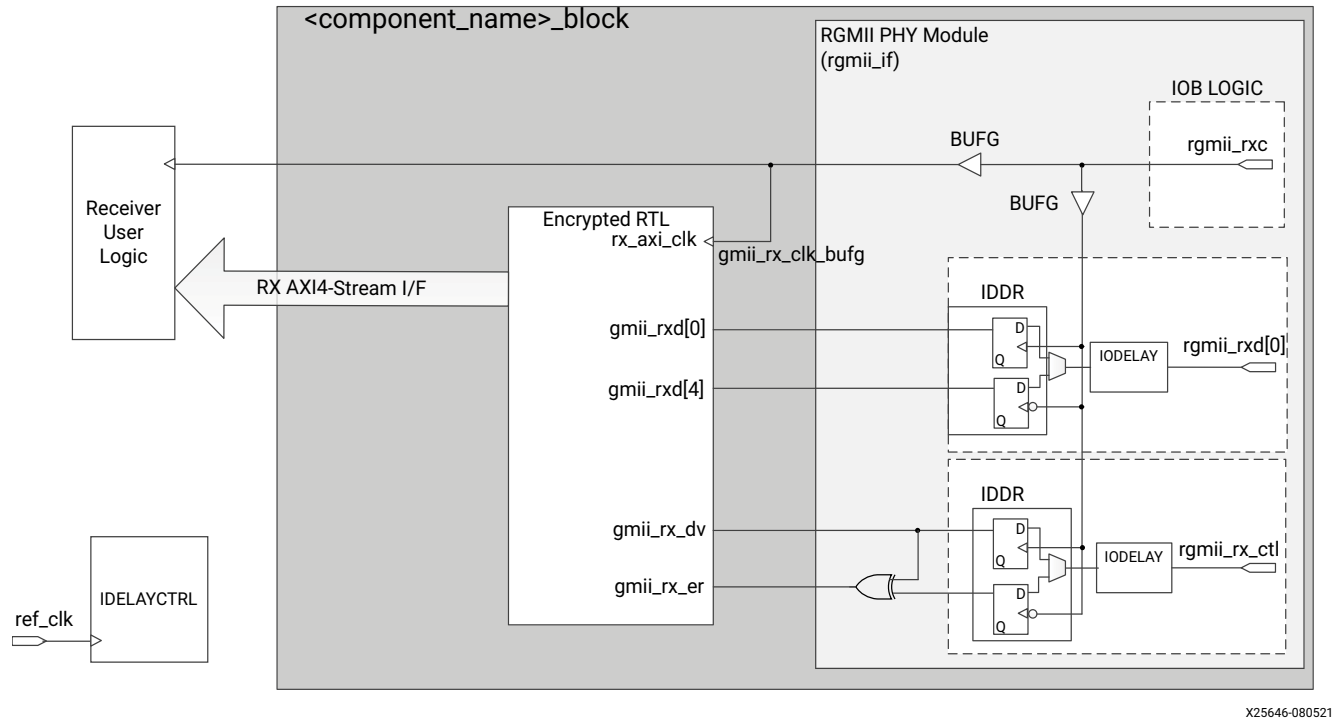 <component_name>_block
RGMII PHY Module
(rgmii_if)
IOB LOGIC
rgmii_rxc
BUFG
BUFG
Receiver
User
Logic
Encrypted RTL
rx_axi_clk
gmii_rx_clk_bufg
RX AXI4-Stream I/F
IDDR
gmii_rxd[0]
D
Q
IODELAY
rgmii_rxd[0]
gmii_rxd[4]
D
Q
IDDR
gmii_rx_dv
D
Q
IODELAY
rgmii_rx_ctl
gmii_rx_er
D
Q
IDELAYCTRL
ref_clk
X25646-080521